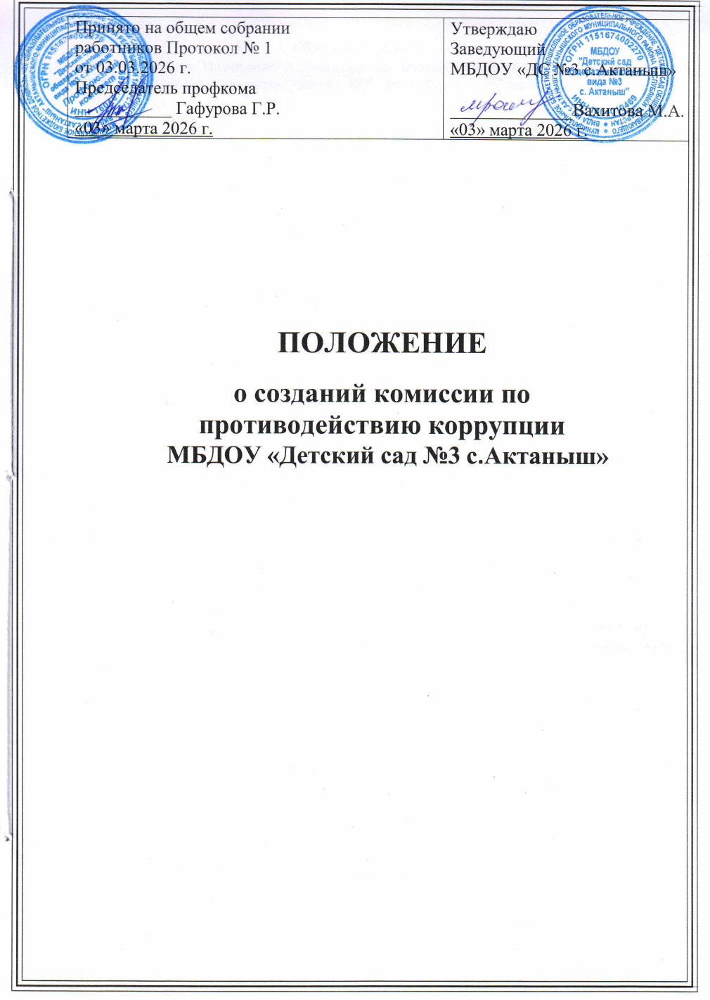 Принято на общем собрании
работников Протокол № 1
от 03.03.2026 г.
Председатель профкома
___________ Гафурова Г.Р.
«03» марта 2026 г.
Утверждаю
Заведующий
МБДОУ «ДС №3 с.Актаныш»
______________ Вахитова М.А.
«03» марта 2026 г.
ОГРН 1151674002270
МБДОУ
"Детский сад
общеразвивающего
вида №3
с. Актаныш"
ПОЛОЖЕНИЕ
о созданий комиссии по
противодействию коррупции
МБДОУ «Детский сад №3 с.Актаныш»